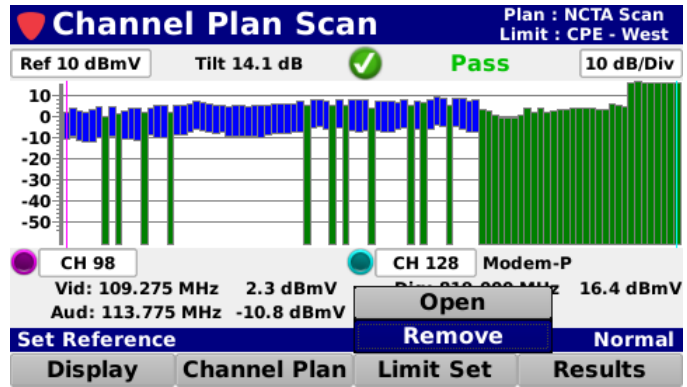 Channel Plan Scan
Plan : NCTA Scan
Limit : CPE - West
Ref 10 dBmV Tilt 14.1 dB Pass 10 dB/Div
10
0
-10
-20
-30
-40
-50
CH 98 CH 128 Modem-P
Vid: 109.275 MHz 2.3 dBmV 16.4 dBmV
Aud: 113.775 MHz -10.8 dBmV
Open
Remove
Set Reference Normal
Display Channel Plan Limit Set Results